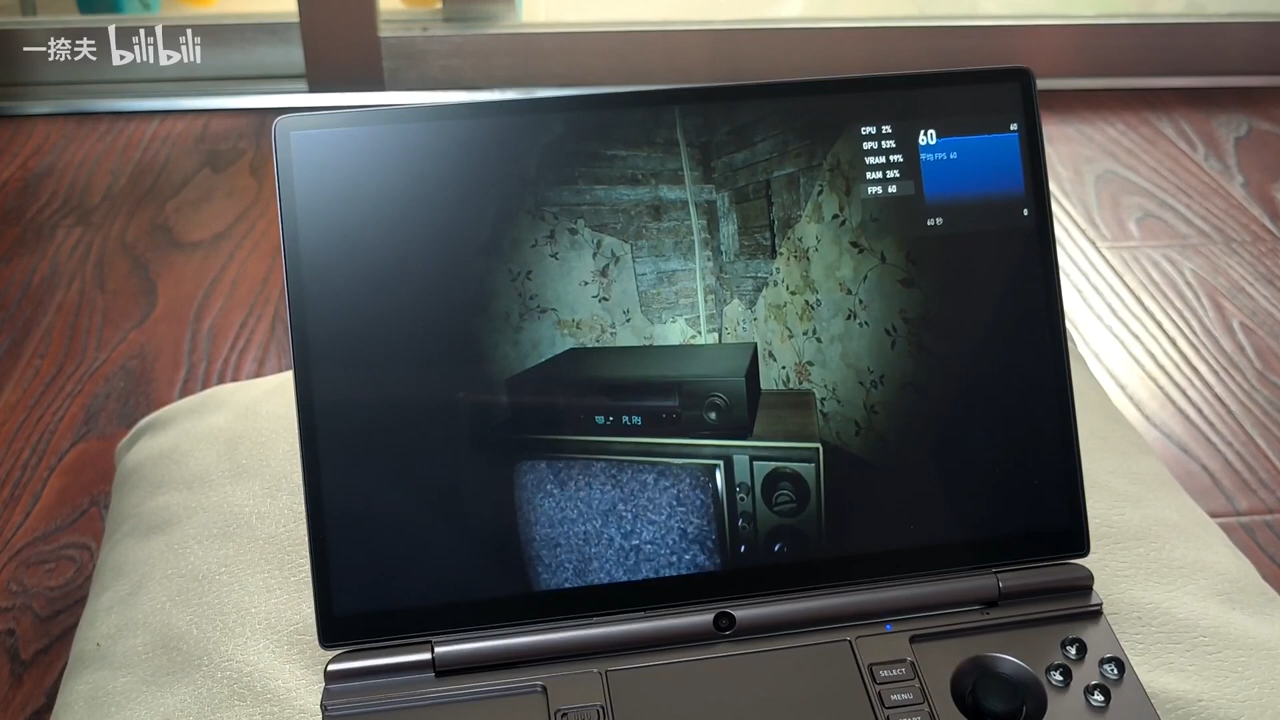 一捺夫 bilibili
CPU 2%
GPU 53%
VRAM 99%
RAM 26%
FPS 60
60
60
平均 FPS 60
60 秒
0
PLAY
SELECT
MENU
START